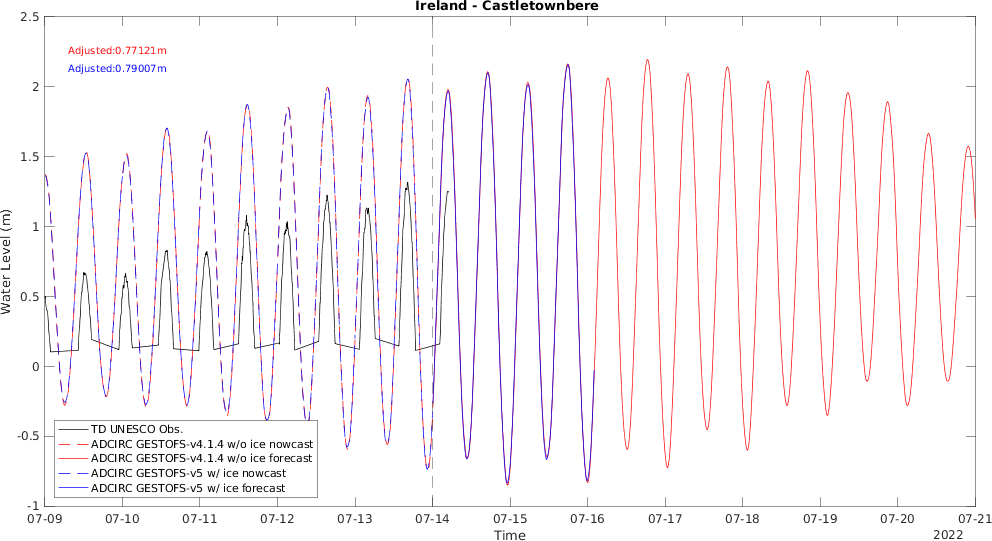 Ireland - Castletownbere
2.5
2
1.5
1
0.5
0
-0.5
-1
Water Level (m)
Adjusted:0.77121m
Adjusted:0.79007m
TD UNESCO Obs.
ADCIRC GESTOFS-v4.1.4 w/o ice nowcast
ADCIRC GESTOFS-v4.1.4 w/o ice forecast
ADCIRC GESTOFS-v5 w/ ice nowcast
ADCIRC GESTOFS-v5 w/ ice forecast
07-09 07-10 07-11 07-12 07-13 07-14 07-15 07-16 07-17 07-18 07-19 07-20 07-21
Time
2022